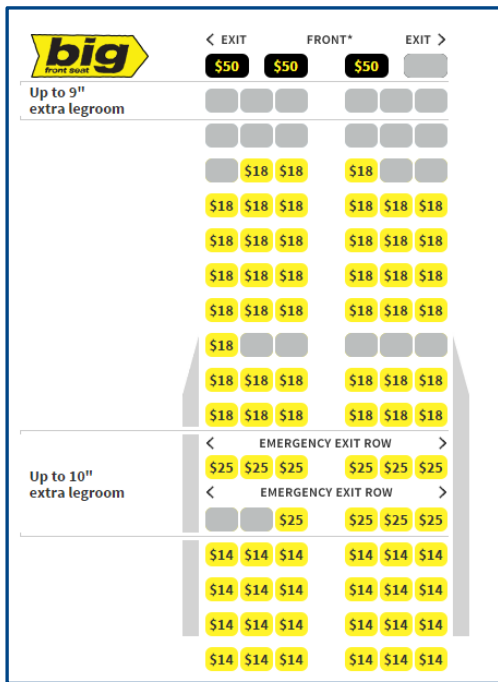 < EXIT FRONT* EXIT >
big
front seat
$50 $50 $50
Up to 9"
extra legroom
$18 $18 $18
$18 $18 $18 $18 $18 $18
$18 $18 $18 $18 $18 $18
$18 $18 $18 $18 $18 $18
$18 $18 $18 $18 $18 $18
$18
$18 $18 $18 $18 $18 $18
$18 $18 $18 $18 $18 $18
< EMERGENCY EXIT ROW >
Up to 10"
extra legroom
$25 $25 $25 $25 $25 $25
< EMERGENCY EXIT ROW >
$25 $25 $25 $25
$14 $14 $14 $14 $14 $14
$14 $14 $14 $14 $14 $14
$14 $14 $14 $14 $14 $14
$14 $14 $14 $14 $14 $14